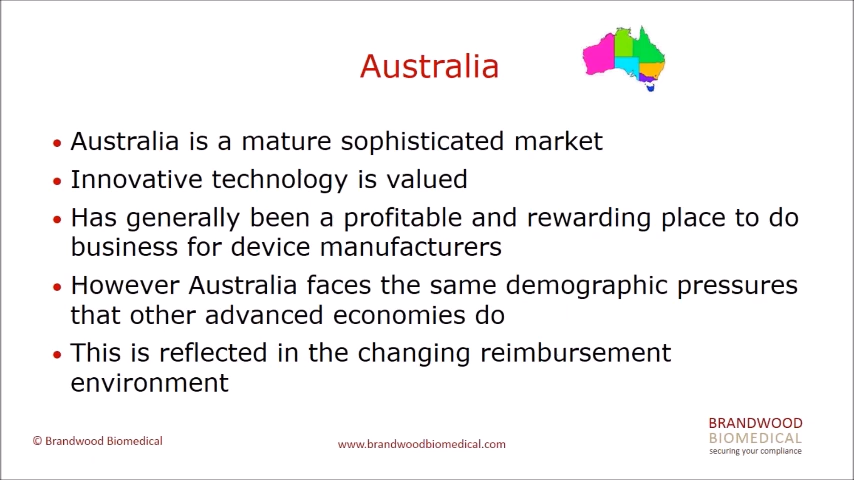 Australia
• Australia is a mature sophisticated market
• Innovative technology is valued
• Has generally been a profitable and rewarding place to do
business for device manufacturers
• However Australia faces the same demographic pressures
that other advanced economies do
• This is reflected in the changing reimbursement
environment
© Brandwood Biomedical
www.brandwoodbiomedical.com
BRANDWOOD
BIOMEDICAL
securing your compliance